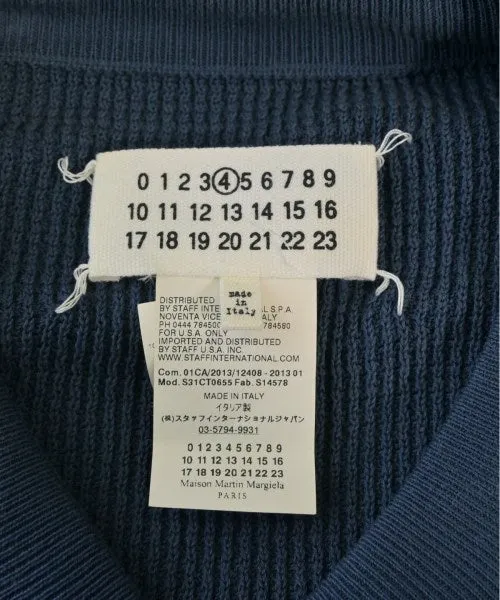 0 1 2 3 4 5 6 7 8 9
10 11 12 13 14 15 16
17 18 19 20 21 22 23
made
in
Italy
DISTRIBUTED
BY STAFF S.P.A
NOVENTA
PH 0444 784580
FOR U.S.A. ONLY
IMPORTED AND DISTRIBUTED
BY STAFF U.S.A. INC.
WWW.STAFFINTERNATIONAL.COM
Com. 01CA/2013/12408 - 2013 01
Mod. S31CT0655 Fab. S14578
MADE IN ITALY
イタリア製
(株)スタッフインターナショナルジャパン
03-5794-9931
0 1 2 3 4 5 6 7 8 9
10 11 12 13 14 15 16
17 18 19 20 21 22 23
Maison Martin Margiela
PARIS